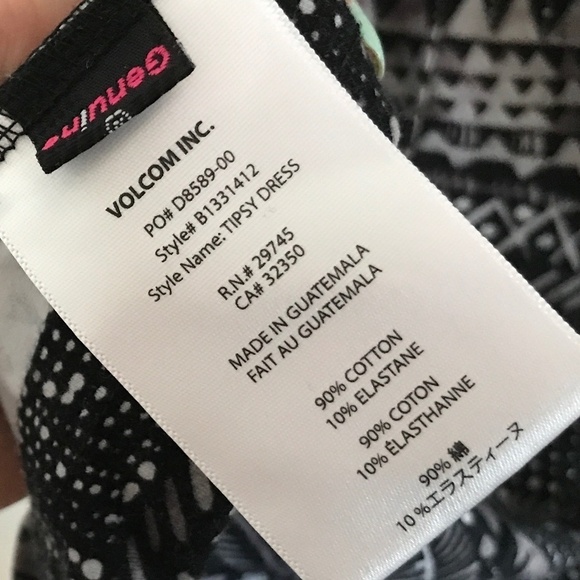 Genuine
VOLCOM INC.
PO# D8589-00
Style# B1331412
Style Name: TIPSY DRESS
R.N.# 29745
CA# 32350
MADE IN GUATEMALA
FAIT AU GUATEMALA
90% COTTON
10% ELASTANE
90% COTON
10% ÉLASTHANNE
90% 綿
10%エラスティーヌ